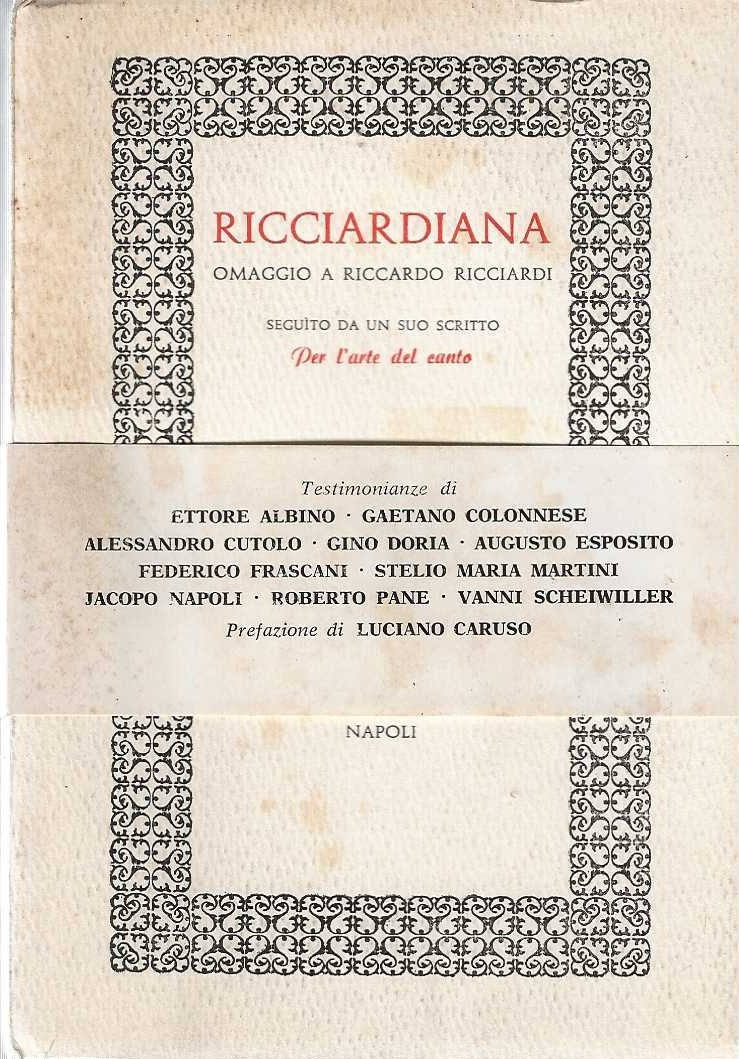 RICCIARDIANA
OMAGGIO A RICCARDO RICCIARDI
SEGUÌTO DA UN SUO SCRITTO
Per l'arte del canto
Testimonianze di
ETTORE ALBINO · GAETANO COLONNESE
ALESSANDRO CUTOLO · GINO DORIA · AUGUSTO ESPOSITO
FEDERICO FRASCANI · STELIO MARIA MARTINI
JACOPO NAPOLI · ROBERTO PANE · VANNI SCHEIWILLER
Prefazione di LUCIANO CARUSO
NAPOLI